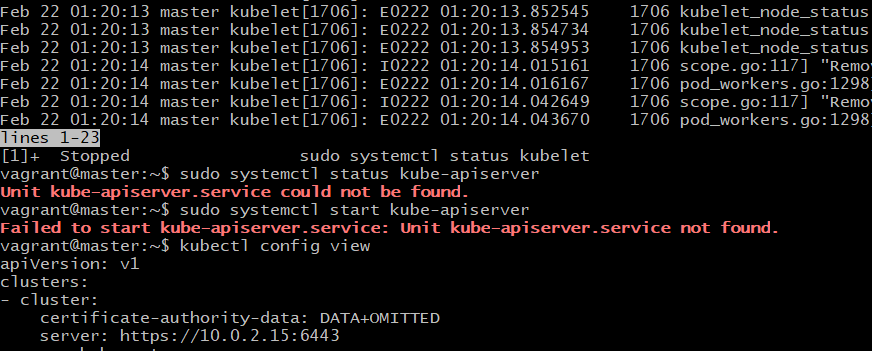 Feb 22 01:20:13 master kubelet[1706]: E0222 01:20:13.852545    1706 kubelet_node_status
Feb 22 01:20:13 master kubelet[1706]: E0222 01:20:13.854734    1706 kubelet_node_status
Feb 22 01:20:13 master kubelet[1706]: E0222 01:20:13.854953    1706 kubelet_node_status
Feb 22 01:20:14 master kubelet[1706]: I0222 01:20:14.015161    1706 scope.go:117] "Remov
Feb 22 01:20:14 master kubelet[1706]: E0222 01:20:14.016167    1706 pod_workers.go:1298]
Feb 22 01:20:14 master kubelet[1706]: I0222 01:20:14.042649    1706 scope.go:117] "Remov
Feb 22 01:20:14 master kubelet[1706]: E0222 01:20:14.043670    1706 pod_workers.go:1298]
lines 1-23
[1]+  Stopped                 sudo systemctl status kubelet
vagrant@master:~$ sudo systemctl status kube-apiserver
Unit kube-apiserver.service could not be found.
vagrant@master:~$ sudo systemctl start kube-apiserver
Failed to start kube-apiserver.service: Unit kube-apiserver.service not found.
vagrant@master:~$ kubectl config view
apiVersion: v1
clusters:
- cluster:
    certificate-authority-data: DATA+OMITTED
    server: https://10.0.2.15:6443